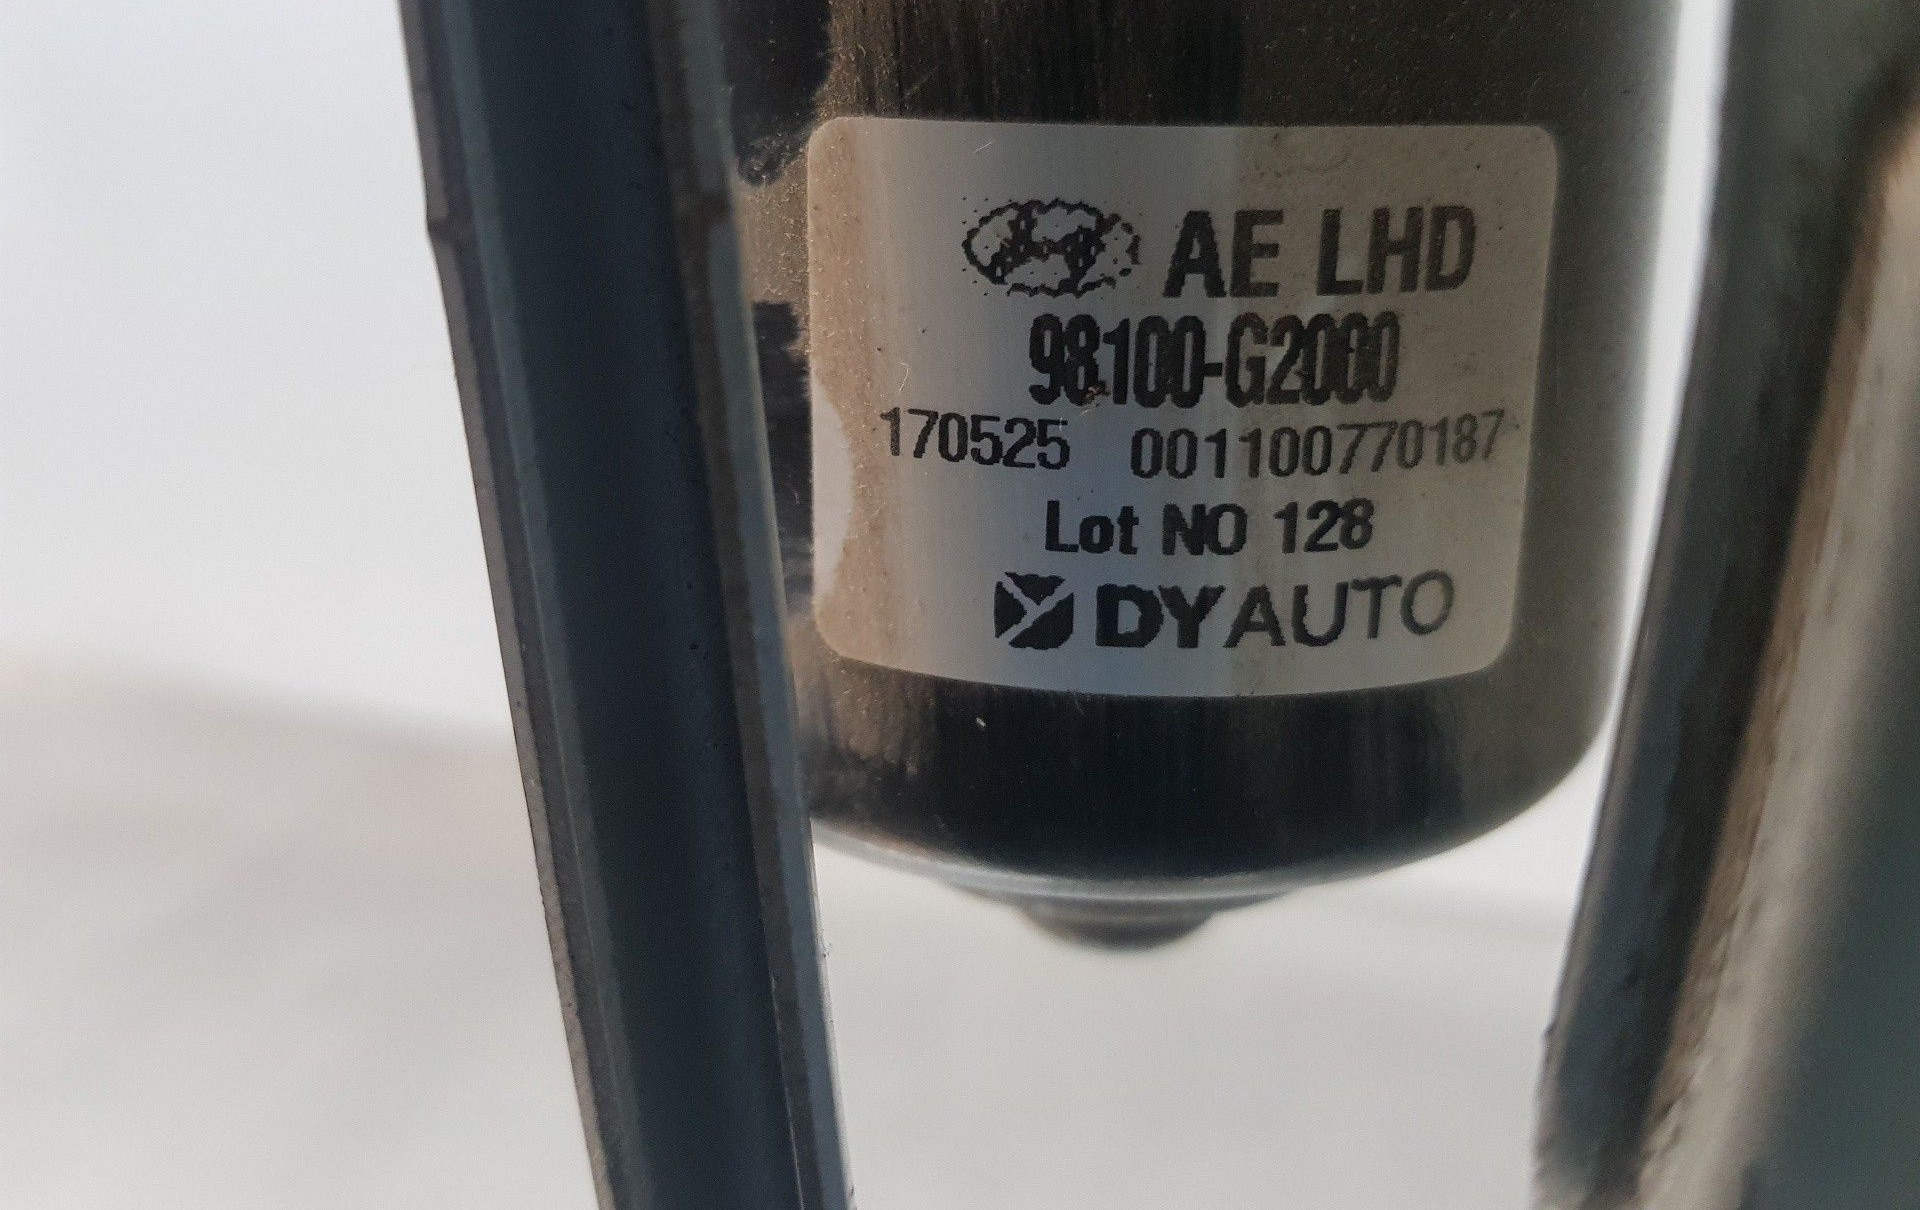 AE LHD
98100-G2000
170525 001100770187
Lot NO 128
DYAUTO